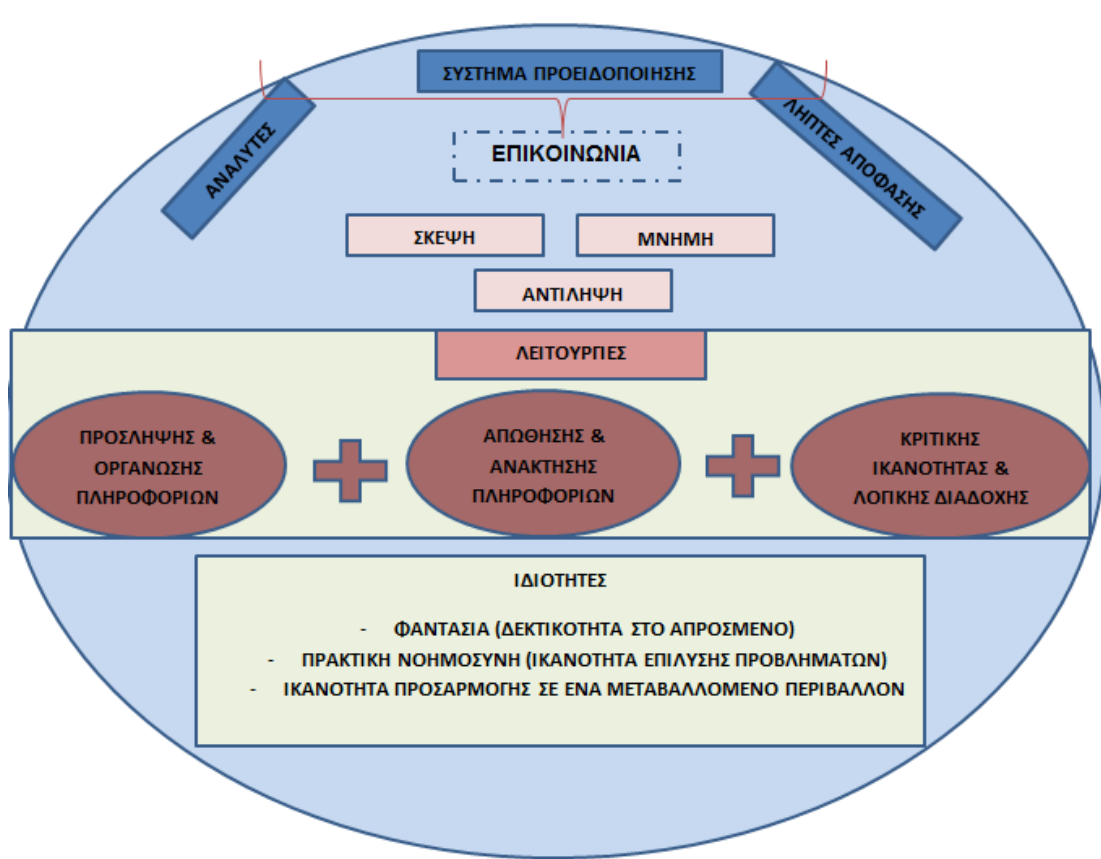 ΣΥΣΤΗΜΑ ΠΡΟΕΙΔΟΠΟΙΗΣΗΣ
ΑΝΑΛΥΤΕΣ
ΛΗΠΤΕΣ ΑΠΟΦΑΣΗΣ
ΕΠΙΚΟΙΝΩΝΙΑ
ΣΚΕΨΗ
ΜΝΗΜΗ
ΑΝΤΙΛΗΨΗ
ΛΕΙΤΟΥΡΓΙΕΣ
ΠΡΟΣΛΗΨΗΣ &
ΟΡΓΑΝΩΣΗΣ
ΠΛΗΡΟΦΟΡΙΩΝ
ΑΠΩΘΗΣΗΣ &
ΑΝΑΚΤΗΣΗΣ
ΠΛΗΡΟΦΟΡΙΩΝ
ΚΡΙΤΙΚΗΣ
ΙΚΑΝΟΤΗΤΑΣ &
ΛΟΓΙΚΗΣ ΔΙΑΔΟΧΗΣ
ΙΔΙΟΤΗΤΕΣ
- ΦΑΝΤΑΣΙΑ (ΔΕΚΤΙΚΟΤΗΤΑ ΣΤΟ ΑΠΡΟΣΜΕΝΟ)
- ΠΡΑΚΤΙΚΗ ΝΟΗΜΟΣΥΝΗ (ΙΚΑΝΟΤΗΤΑ ΕΠΙΛΥΣΗΣ ΠΡΟΒΛΗΜΑΤΩΝ)
- ΙΚΑΝΟΤΗΤΑ ΠΡΟΣΑΡΜΟΓΗΣ ΣΕ ΕΝΑ ΜΕΤΑΒΑΛΛΟΜΕΝΟ ΠΕΡΙΒΑΛΛΟΝ